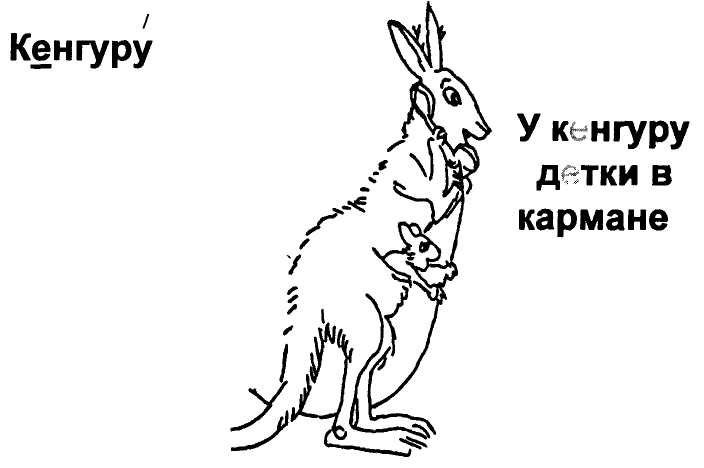 Кенгуру
У кенгуру
детки в
кармане